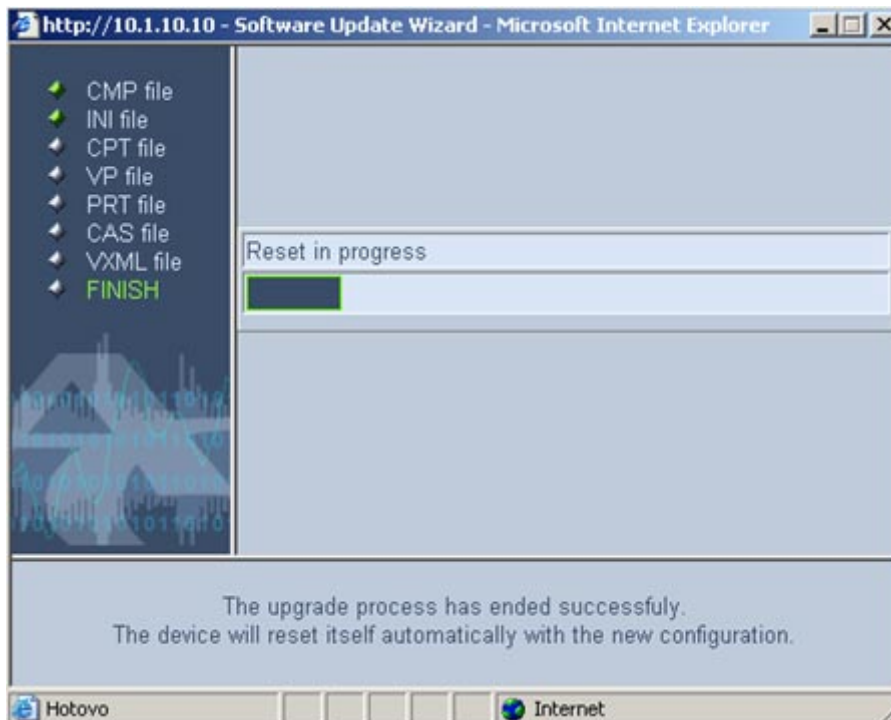 http://10.1.10.10 - Software Update Wizard - Microsoft Internet Explorer
CMP file
INI file
CPT file
VP file
PRT file
CAS file
VXML file
FINISH
Reset in progress
The upgrade process has ended successfuly.
The device will reset itself automatically with the new configuration.
Hotovo
Internet